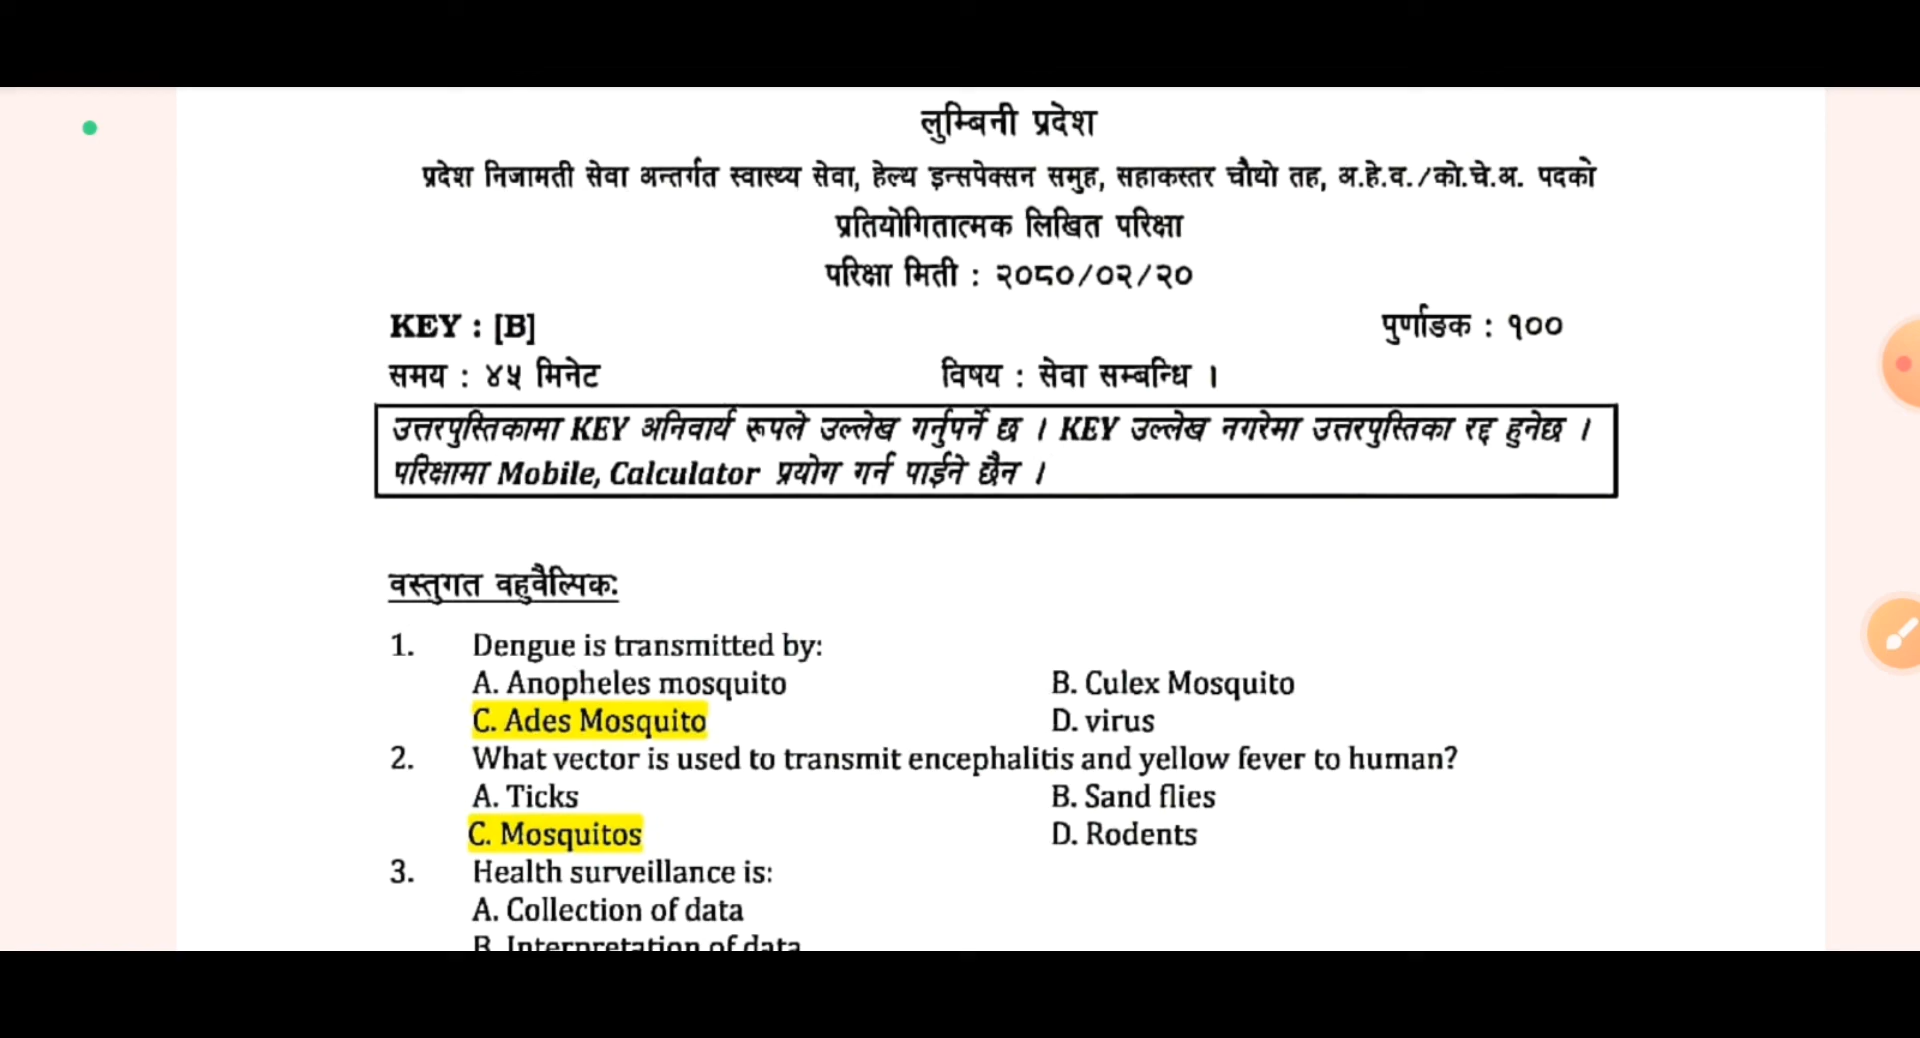 लुम्बिनी प्रदेश
प्रदेश निजामती सेवा अन्तर्गत स्वास्थ्य सेवा, हेल्थ इन्सपेक्सन समुह, सहाकस्तर चौथो तह, अ.हे.व./को.चे.अ. पदको
प्रतियोगितात्मक लिखित परिक्षा
परिक्षा मिती : २०८०/०२/२०
KEY : [B] पुर्णाङक : १००
समय : ४५ मिनेट विषय : सेवा सम्बन्धि ।
उत्तरपुस्तिकामा KEY अनिवार्य रूपले उल्लेख गर्नुपर्ने छ । KEY उल्लेख नगरेमा उत्तरपुस्तिका रद्द हुनेछ ।
परिक्षामा Mobile, Calculator प्रयोग गर्न पाईने छैन ।
वस्तुगत वहुवैल्पिक:
1. Dengue is transmitted by:
A. Anopheles mosquito B. Culex Mosquito
C. Ades Mosquito D. virus
2. What vector is used to transmit encephalitis and yellow fever to human?
A. Ticks B. Sand flies
C. Mosquitos D. Rodents
3. Health surveillance is:
A. Collection of data
B. Interpretation of data